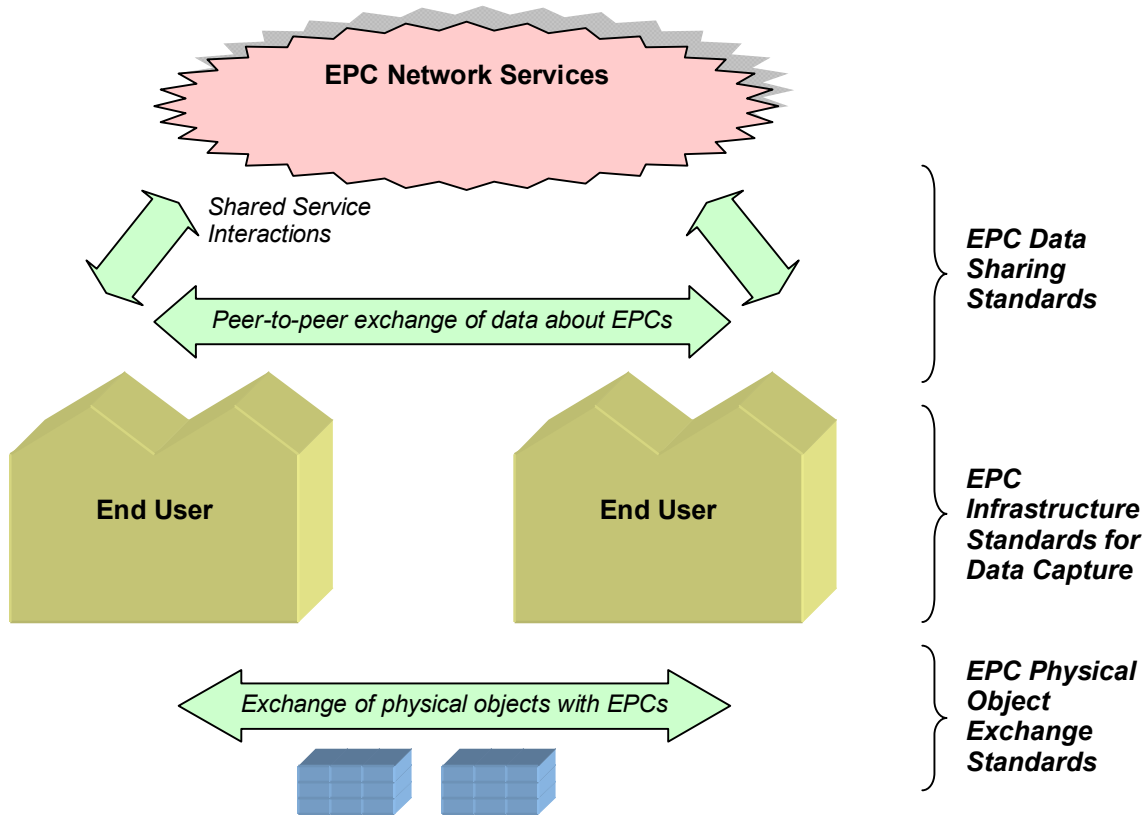 EPC Network Services
Shared Service
Interactions
Peer-to-peer exchange of data about EPCs
EPC Data
Sharing
Standards
End User
End User
EPC
Infrastructure
Standards for
Data Capture
Exchange of physical objects with EPCs
EPC Physical
Object
Exchange
Standards